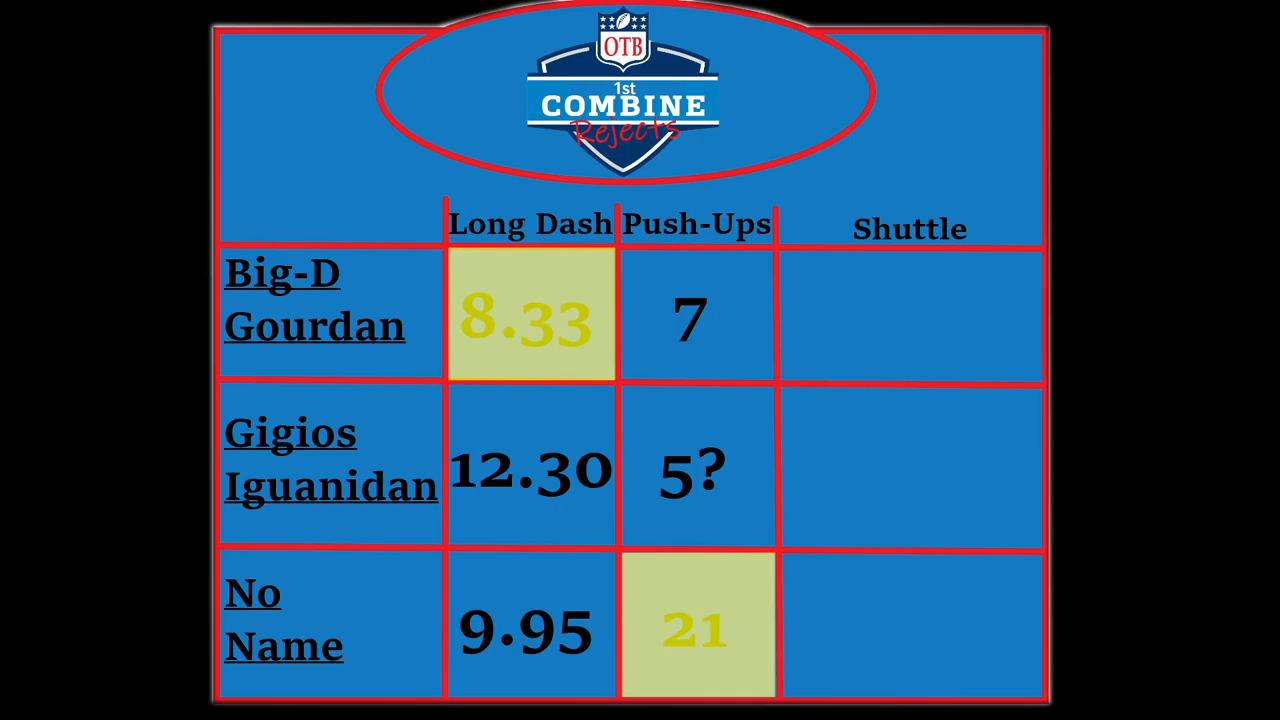 OTB
1st
COMBINE
Rejects
Long Dash Push-Ups Shuttle
Big-D
Gourdan
8.33 7
Gigios
Iguanidan
12.30 5?
No
Name
9.95 21